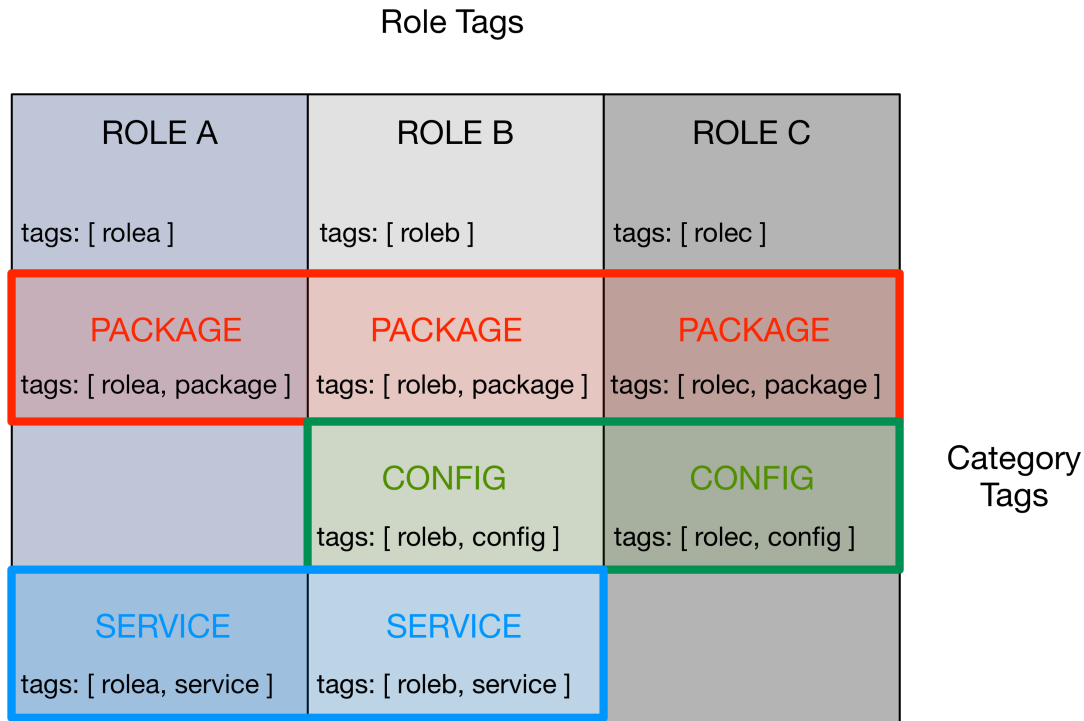 Role Tags
ROLE A
ROLE B
ROLE C
tags: [ rolea ]
tags: [ roleb ]
tags: [ rolec ]
PACKAGE
PACKAGE
PACKAGE
tags: [ rolea, package ]
tags: [ roleb, package ]
tags: [ rolec, package ]
CONFIG
CONFIG
Category
Tags
tags: [ roleb, config ]
tags: [ rolec, config ]
SERVICE
SERVICE
tags: [ rolea, service ]
tags: [ roleb, service ]